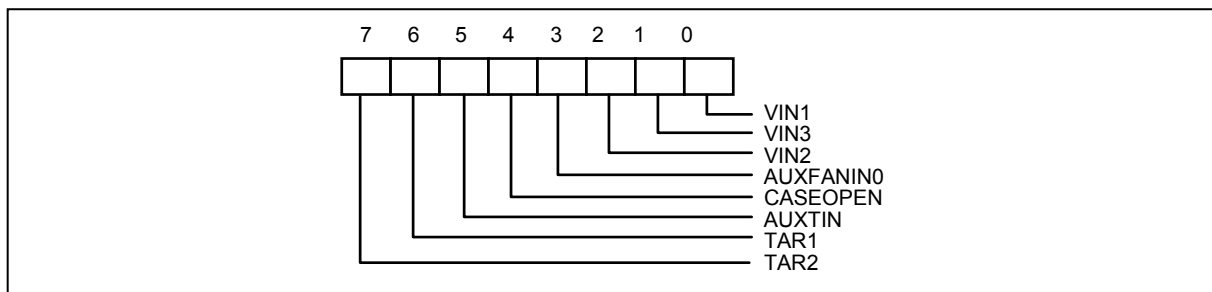 7 6 5 4 3 2 1 0
VIN1
VIN3
VIN2
AUXFANIN0
CASEOPEN
AUXTIN
TAR1
TAR2